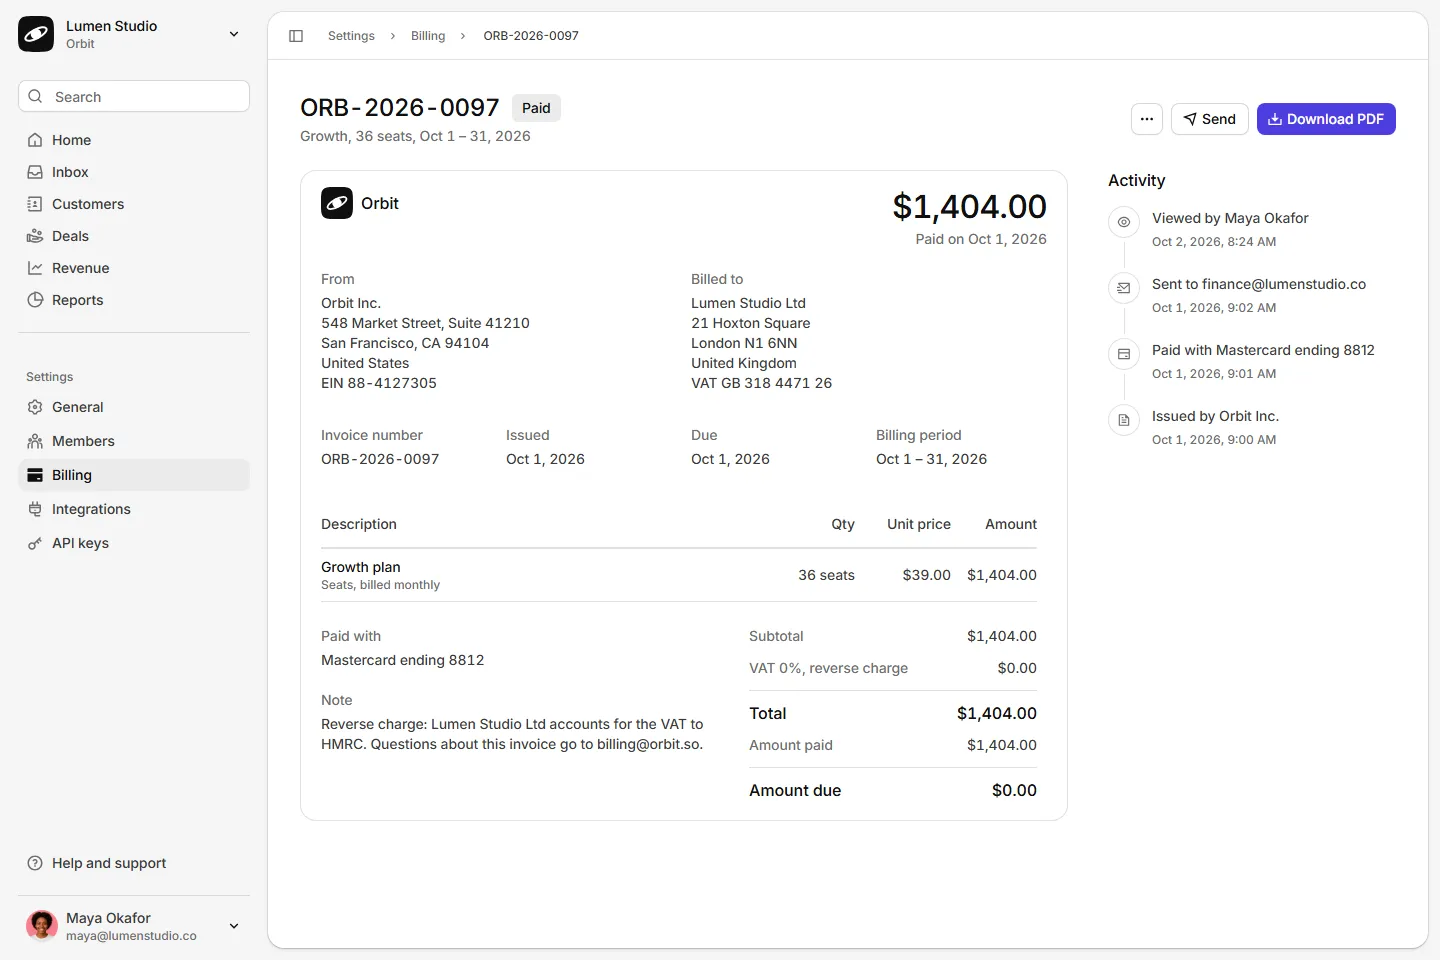 Lumen Studio
Orbit
Search
Home
Inbox
Customers
Deals
Revenue
Reports
Settings
General
Members
Billing
Integrations
API keys
Help and support
Maya Okafor
maya@lumenstudio.co
Settings > Billing > ORB-2026-0097
ORB-2026-0097 Paid
Growth, 36 seats, Oct 1 – 31, 2026
Send Download PDF
Orbit
$1,404.00
Paid on Oct 1, 2026
From
Orbit Inc.
548 Market Street, Suite 41210
San Francisco, CA 94104
United States
EIN 88-4127305
Billed to
Lumen Studio Ltd
21 Hoxton Square
London N1 6NN
United Kingdom
VAT GB 318 4471 26
Invoice number Issued Due Billing period
ORB-2026-0097 Oct 1, 2026 Oct 1, 2026 Oct 1 – 31, 2026
Description Qty Unit price Amount
Growth plan 36 seats $39.00 $1,404.00
Seats, billed monthly
Paid with
Mastercard ending 8812
Note
Reverse charge: Lumen Studio Ltd accounts for the VAT to
HMRC. Questions about this invoice go to billing@orbit.so.
Subtotal $1,404.00
VAT 0%, reverse charge $0.00
Total $1,404.00
Amount paid $1,404.00
Amount due $0.00
Activity
Viewed by Maya Okafor
Oct 2, 2026, 8:24 AM
Sent to finance@lumenstudio.co
Oct 1, 2026, 9:02 AM
Paid with Mastercard ending 8812
Oct 1, 2026, 9:01 AM
Issued by Orbit Inc.
Oct 1, 2026, 9:00 AM